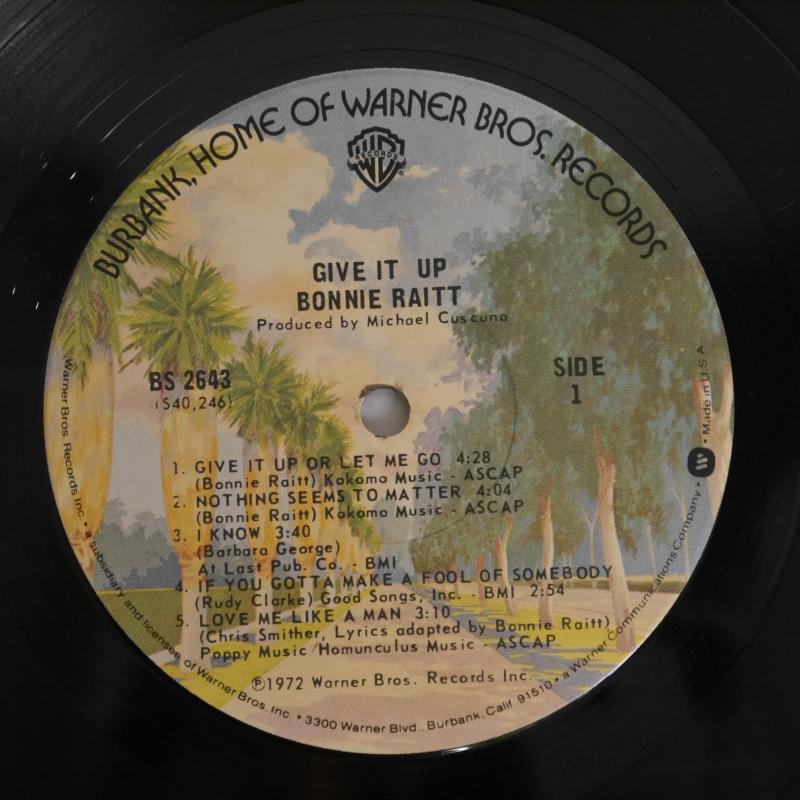 BURBANK, HOME OF WARNER BROS. RECORDS
W B
RECORDS
GIVE IT UP
BONNIE RAITT
Produced by Michael Cuscuna
BS 2643
(S40,246)
SIDE
1
1. GIVE IT UP OR LET ME GO 4:28
(Bonnie Raitt) Kokomo Music - ASCAP
2. NOTHING SEEMS TO MATTER 4:04
(Bonnie Raitt) Kokomo Music - ASCAP
3. I KNOW 3:40
(Barbara George)
At Last Pub. Co. - BMI
4. IF YOU GOTTA MAKE A FOOL OF SOMEBODY
(Rudy Clarke) Good Songs, Inc. - BMI 2:54
5. LOVE ME LIKE A MAN 3:10
(Chris Smither, Lyrics adapted by Bonnie Raitt)
Poppy Music/Homunculus Music - ASCAP
℗1972 Warner Bros. Records Inc.
Warner Bros. Records Inc. • a subsidiary and licensee of Warner Bros. Inc. • 3300 Warner Blvd., Burbank, Calif. 91510 • a Warner Communications Company • Made in U.S.A.